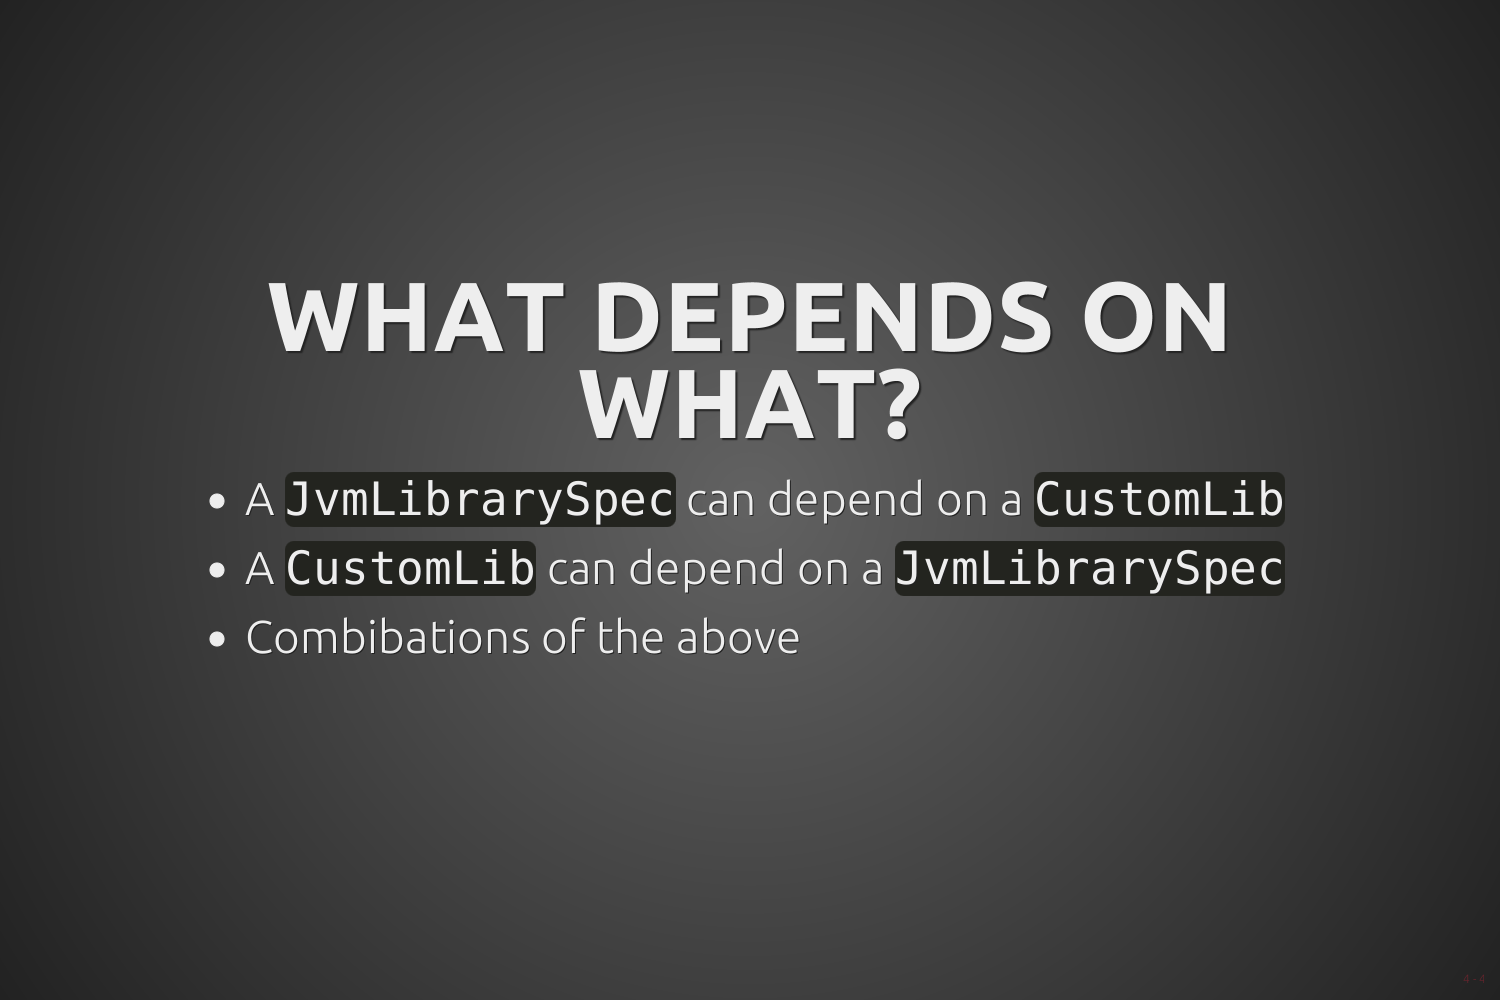 WHAT DEPENDS ON
WHAT?
• A JvmLibrarySpec can depend on a CustomLib
• A CustomLib can depend on a JvmLibrarySpec
• Combibations of the above
4 - 4